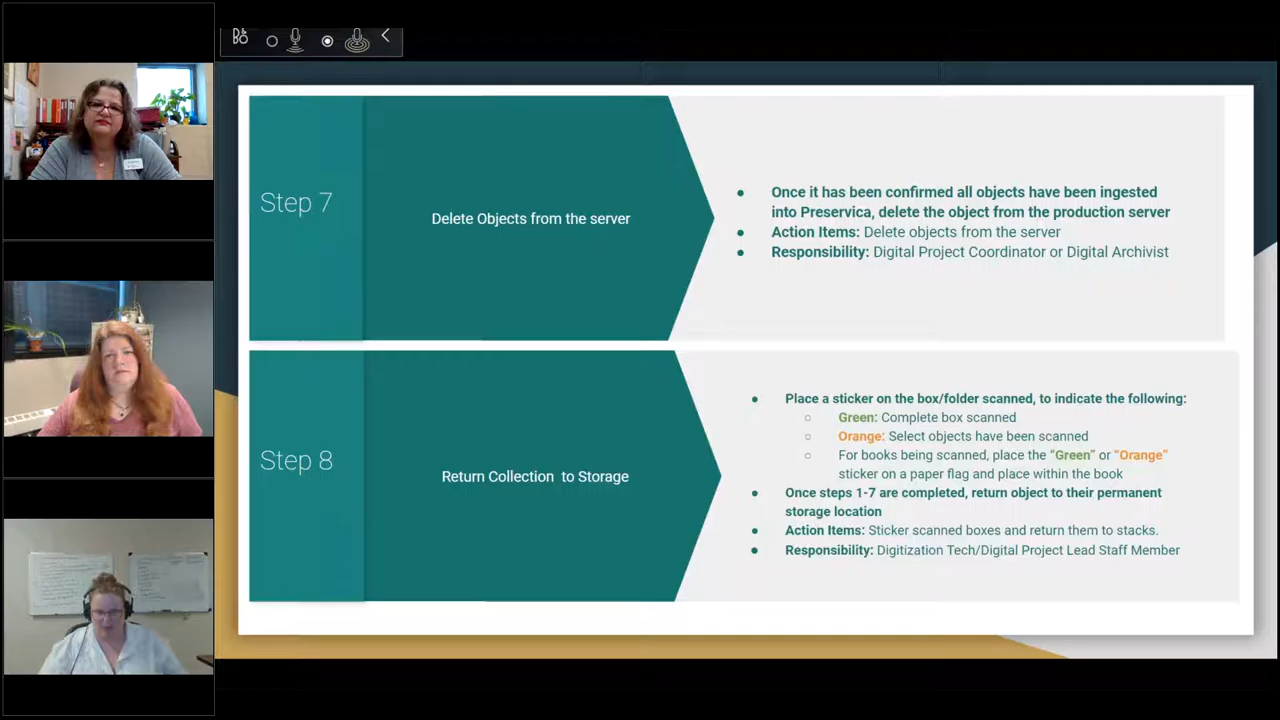 Step 7
Delete Objects from the server
● Once it has been confirmed all objects have been ingested
into Preservica, delete the object from the production server
● Action Items: Delete objects from the server
● Responsibility: Digital Project Coordinator or Digital Archivist
Step 8
Return Collection to Storage
● Place a sticker on the box/folder scanned, to indicate the following:
○ Green: Complete box scanned
○ Orange: Select objects have been scanned
○ For books being scanned, place the “Green” or “Orange”
sticker on a paper flag and place within the book
● Once steps 1-7 are completed, return object to their permanent
storage location
● Action Items: Sticker scanned boxes and return them to stacks.
● Responsibility: Digitization Tech/Digital Project Lead Staff Member